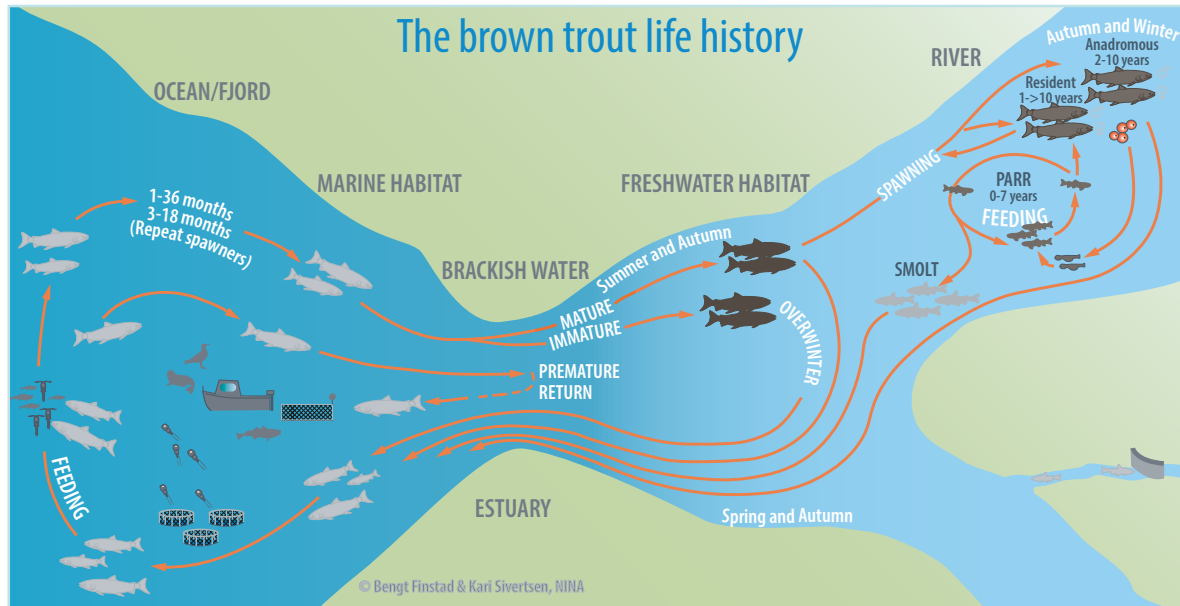 The brown trout life history
OCEAN/FJORD
MARINE HABITAT
BRACKISH WATER
FRESHWATER HABITAT
RIVER
Autumn and Winter
Anadromous
2-10 years
Resident
1->10 years
SPAWNING
PARR
0-7 years
FEEDING
SMOLT
1-36 months
3-18 months
(Repeat spawners)
Summer and Autumn
MATURE
IMMATURE
OVERWINTER
PREMATURE
RETURN
FEEDING
ESTUARY
Spring and Autumn
© Bengt Finstad & Kari Sivertsen, NINA